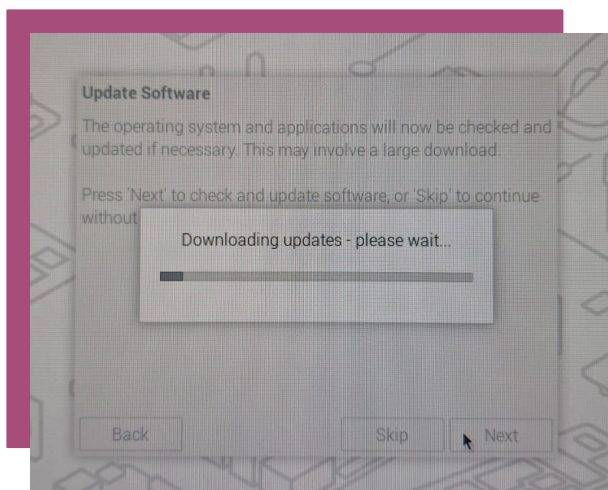 Update Software
The operating system and applications will now be checked and
updated if necessary. This may involve a large download.
Press 'Next' to check and update software, or 'Skip' to continue
without
Downloading updates - please wait...
Back
Skip
Next